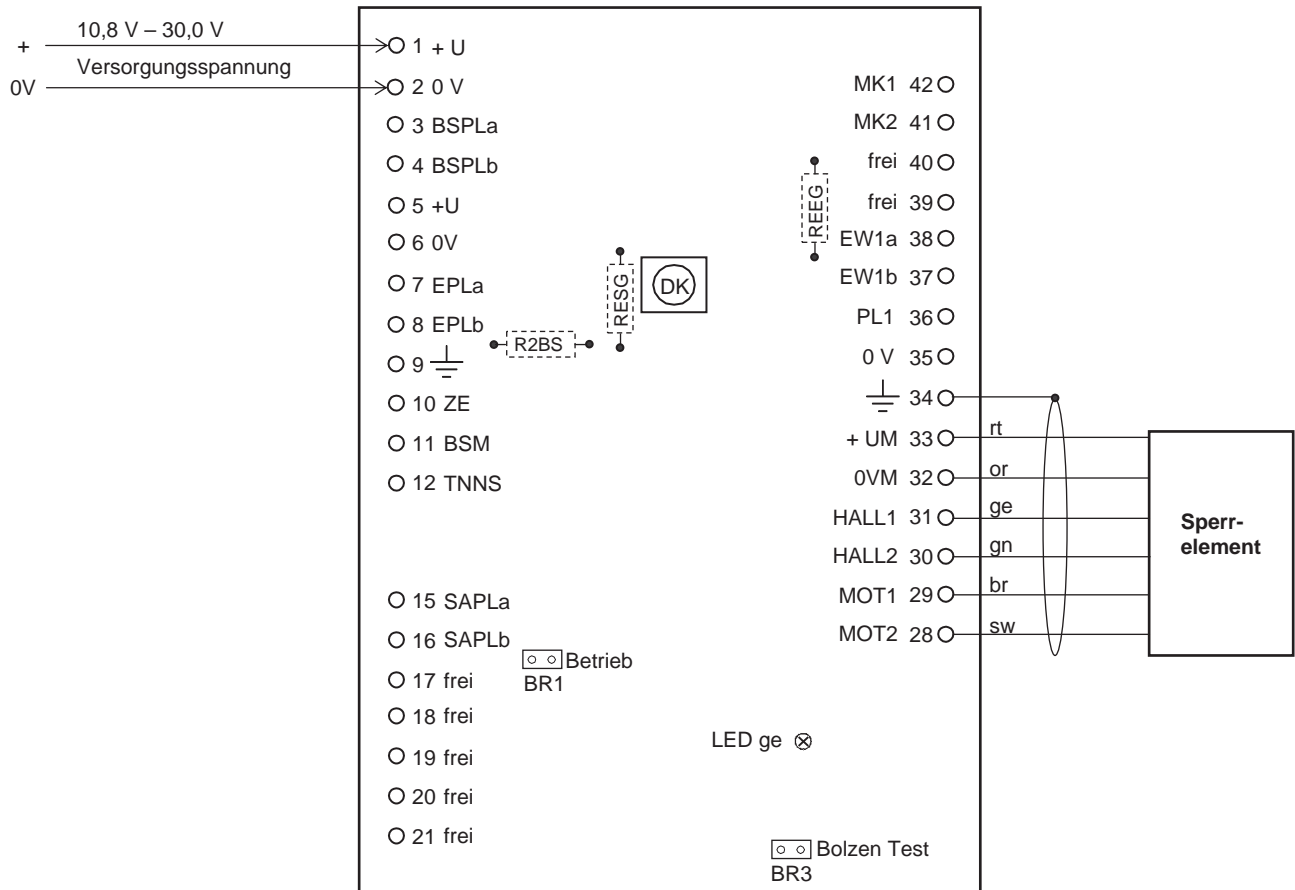 10,8 V – 30,0 V
+
Versorgungsspannung
0V
1 + U
2 0 V
3 BSPLa
4 BSPLb
5 +U
6 0V
7 EPLa
8 EPLb
9
10 ZE
11 BSM
12 TNNS
15 SAPLa
16 SAPLb
17 frei
18 frei
19 frei
20 frei
21 frei
R2BS
RESG
DK
REEG
Betrieb
BR1
LED ge
Bolzen Test
BR3
MK1 42
MK2 41
frei 40
frei 39
EW1a 38
EW1b 37
PL1 36
0 V 35
34
+ UM 33 rt
0VM 32 or
HALL1 31 ge
HALL2 30 gn
MOT1 29 br
MOT2 28 sw
Sperr-
element